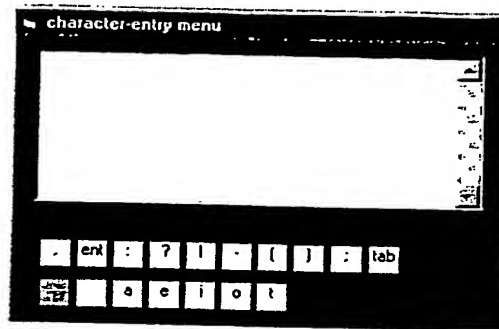 character-entry menu
ent : ? ; tab
a e i o t